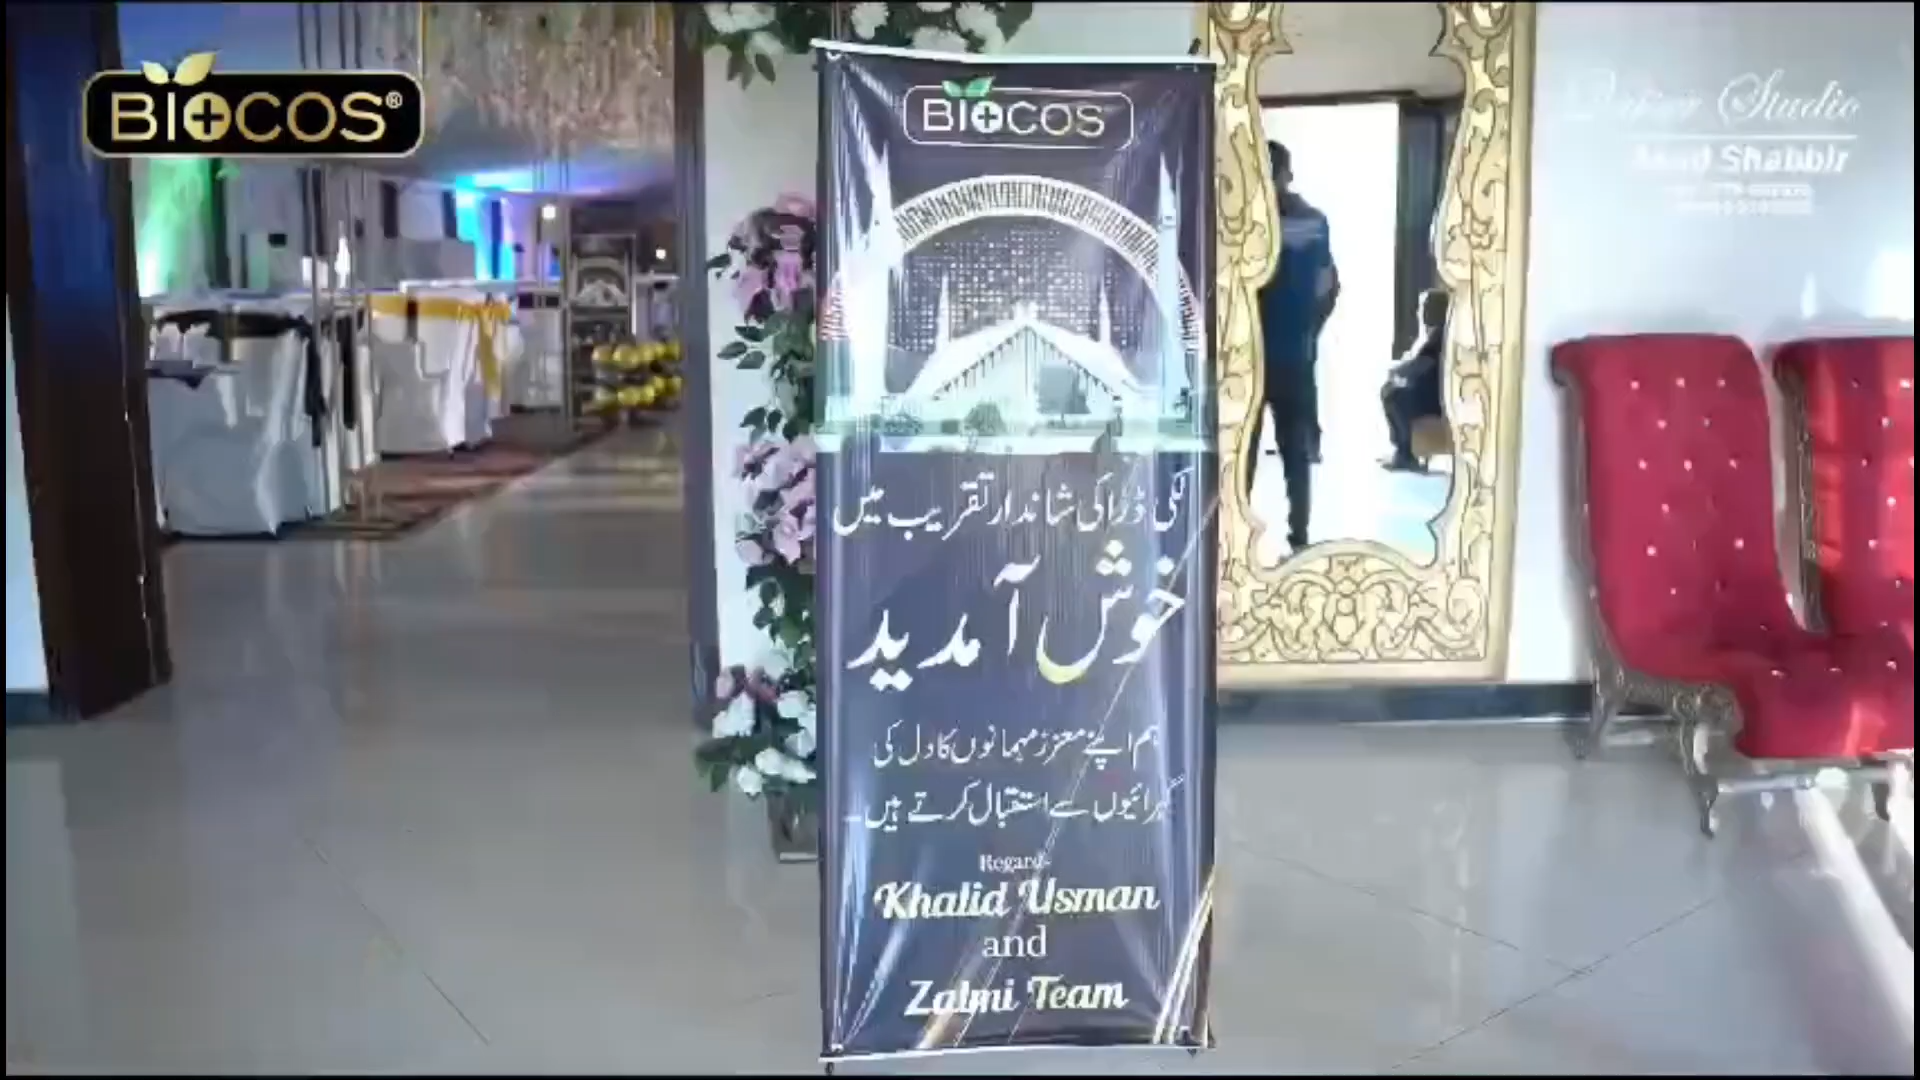 BIOCOS®
BIOCOS
Studio
Shabbir
لکی ڈرا کی شاندار تقریب میں
خوش آمدید
ہم اپنے معزز مہمانوں کا دل کی
گہرائیوں سے استقبال کرتے ہیں۔
Regard-
Khalid Usman
and
Zalmi Team